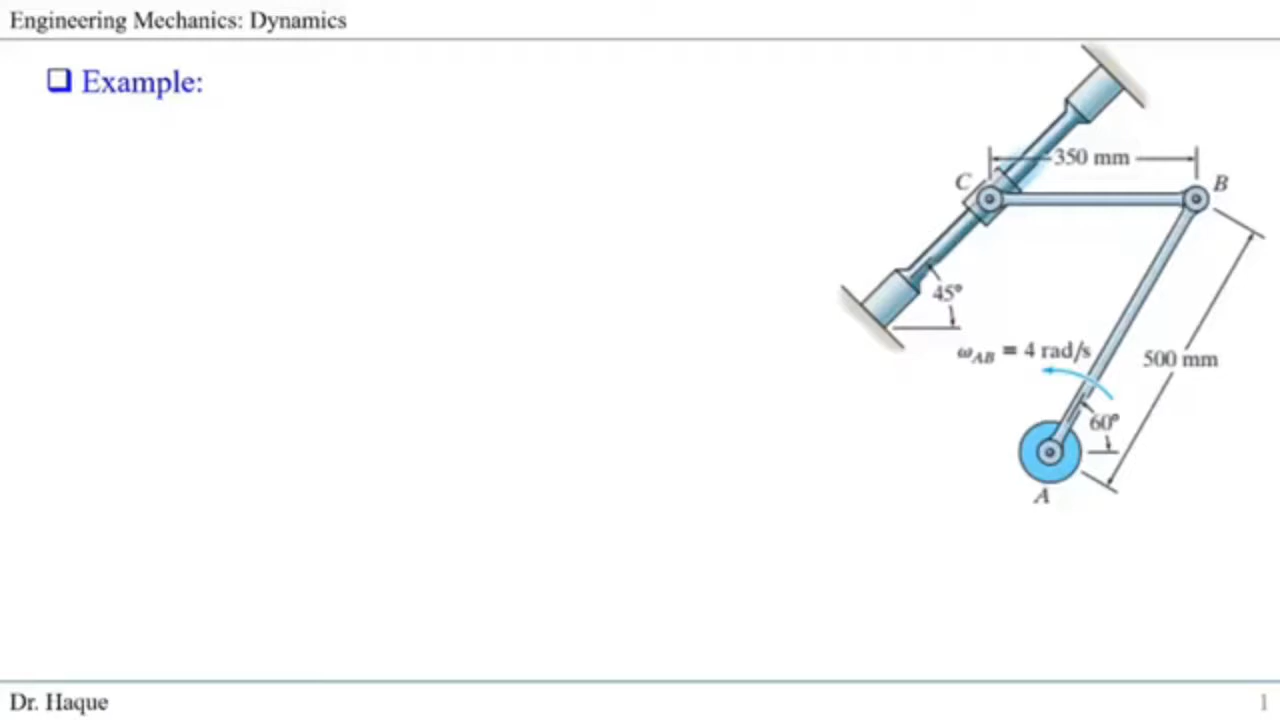 Engineering Mechanics: Dynamics
❑ Example:
350 mm
C
B
45°
ω_AB = 4 rad/s
500 mm
60°
A
Dr. Haque
1